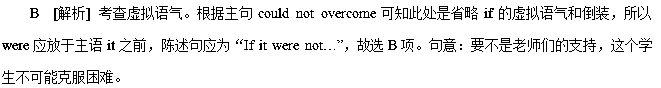 B [解析] 考查虚拟语气。根据主句 could not overcome 可知此处是省略 if 的虚拟语气和倒装，所以
were 应放于主语 it 之前，陈述句应为“If it were not…”，故选 B 项。句意：要不是老师们的支持，这个学
生不可能克服困难。